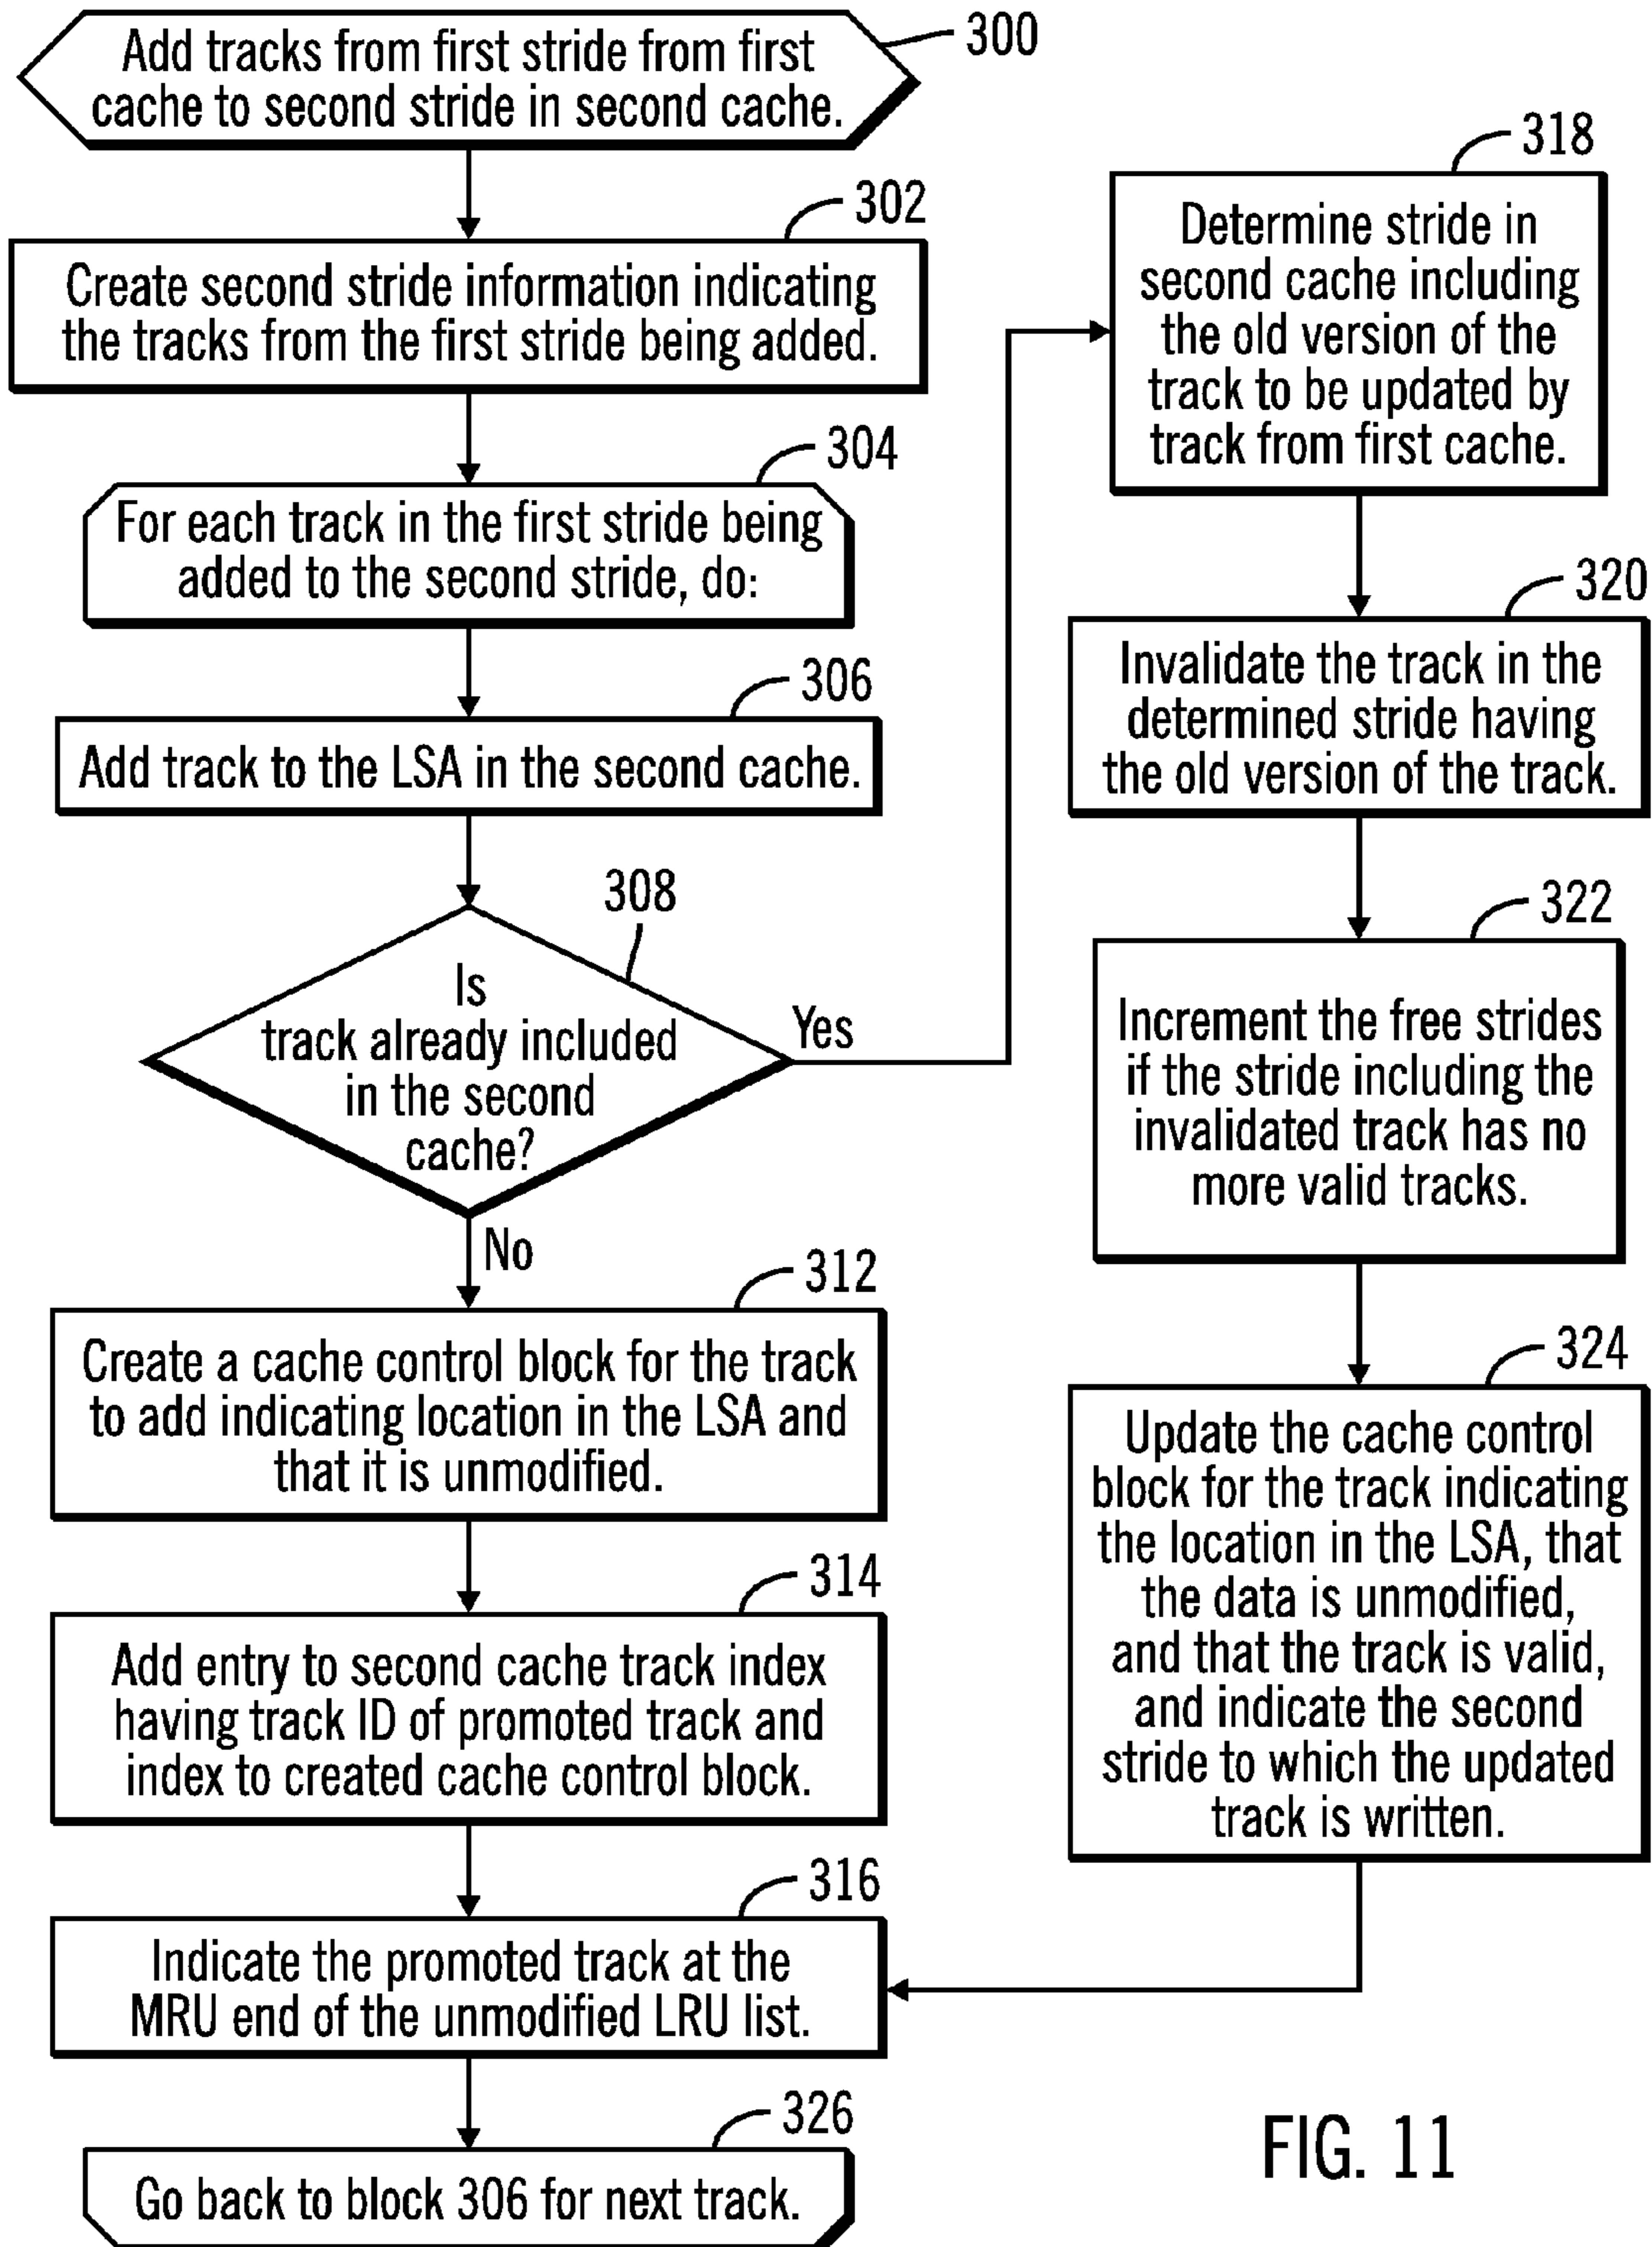 Add tracks from first stride from first
cache to second stride in second cache.
300
302
Create second stride information indicating
the tracks from the first stride being added.
304
For each track in the first stride being
added to the second stride, do:
306
Add track to the LSA in the second cache.
308
Is
track already included
in the second
cache?
Yes
No
312
Create a cache control block for the track
to add indicating location in the LSA and
that it is unmodified.
314
Add entry to second cache track index
having track ID of promoted track and
index to created cache control block.
316
Indicate the promoted track at the
MRU end of the unmodified LRU list.
326
Go back to block 306 for next track.
318
Determine stride in
second cache including
the old version of the
track to be updated by
track from first cache.
320
Invalidate the track in the
determined stride having
the old version of the track.
322
Increment the free strides
if the stride including the
invalidated track has no
more valid tracks.
324
Update the cache control
block for the track indicating
the location in the LSA, that
the data is unmodified,
and that the track is valid,
and indicate the second
stride to which the updated
track is written.
FIG. 11